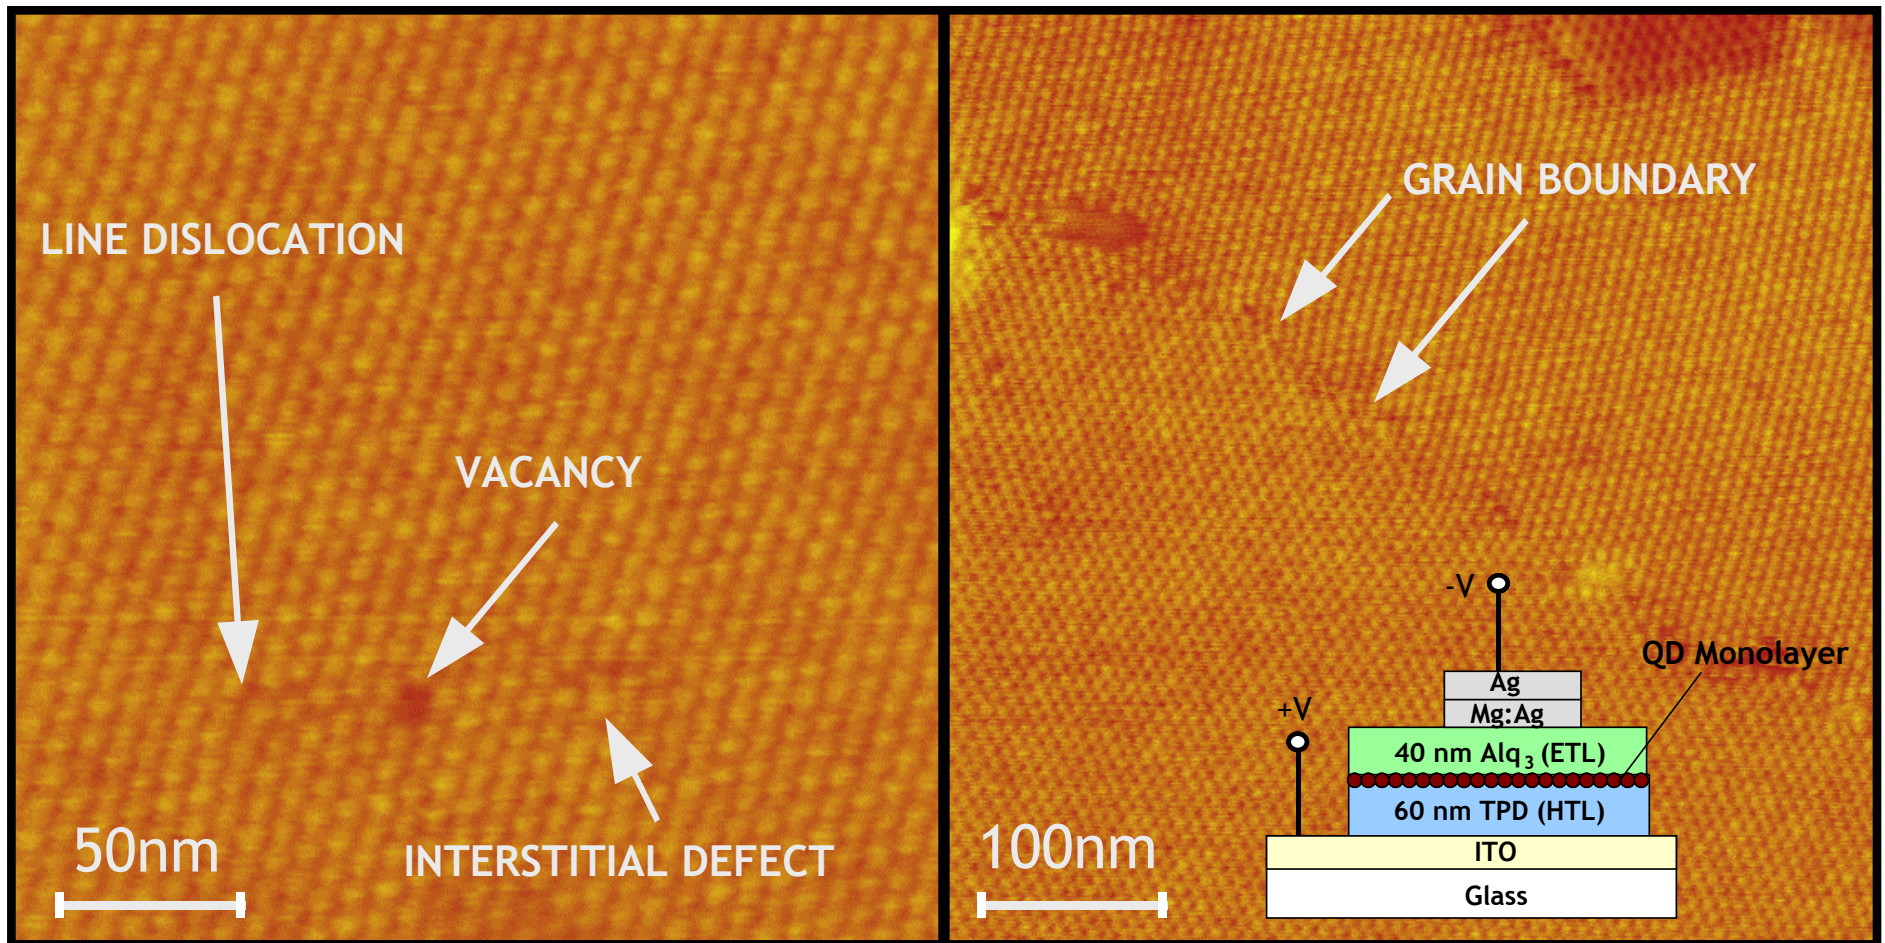 LINE DISLOCATION
VACANCY
INTERSTITIAL DEFECT
50nm
GRAIN BOUNDARY
100nm
-V
QD Monolayer
+V
Ag
Mg:Ag
40 nm Alq₃ (ETL)
60 nm TPD (HTL)
ITO
Glass